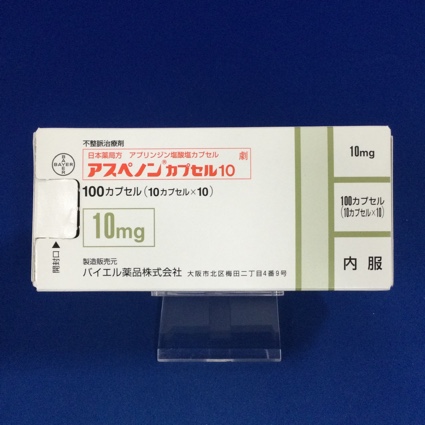 不整脈治療剤
日本薬局方 アプリンジン塩酸塩カプセル
劇
アスペノン®カプセル10
100カプセル(10カプセル×10)
10mg
製造販売元
バイエル薬品株式会社 大阪市北区梅田二丁目4番9号
BAYER
BAYER
開封口
10mg
100カプセル
(10カプセル×10)
内服